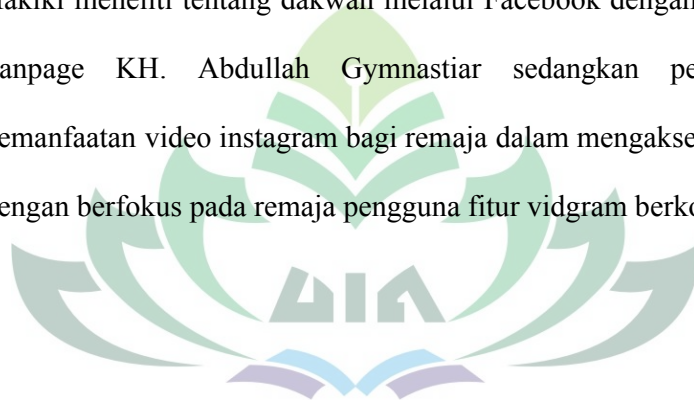 meneliti tentang dakwah melalui Facebook dengan
anpage KH. Abdullah Gymnastiar sedangkan pe
emanfaatan video instagram bagi remaja dalam mengakse
engan berfokus pada remaja pengguna fitur vidgram berko
UIN